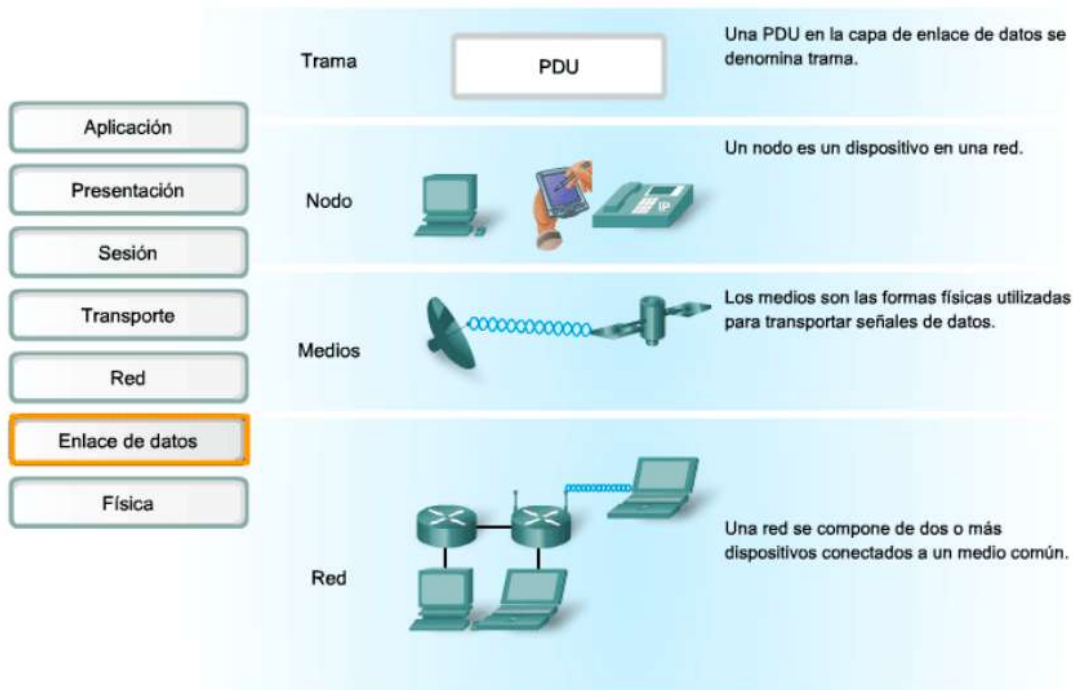 Aplicación
Presentación
Sesión
Transporte
Red
Enlace de datos
Física
Trama
PDU
Una PDU en la capa de enlace de datos se
denomina trama.
Nodo
IP
Un nodo es un dispositivo en una red.
Medios
Los medios son las formas físicas utilizadas
para transportar señales de datos.
Red
Una red se compone de dos o más
dispositivos conectados a un medio común.